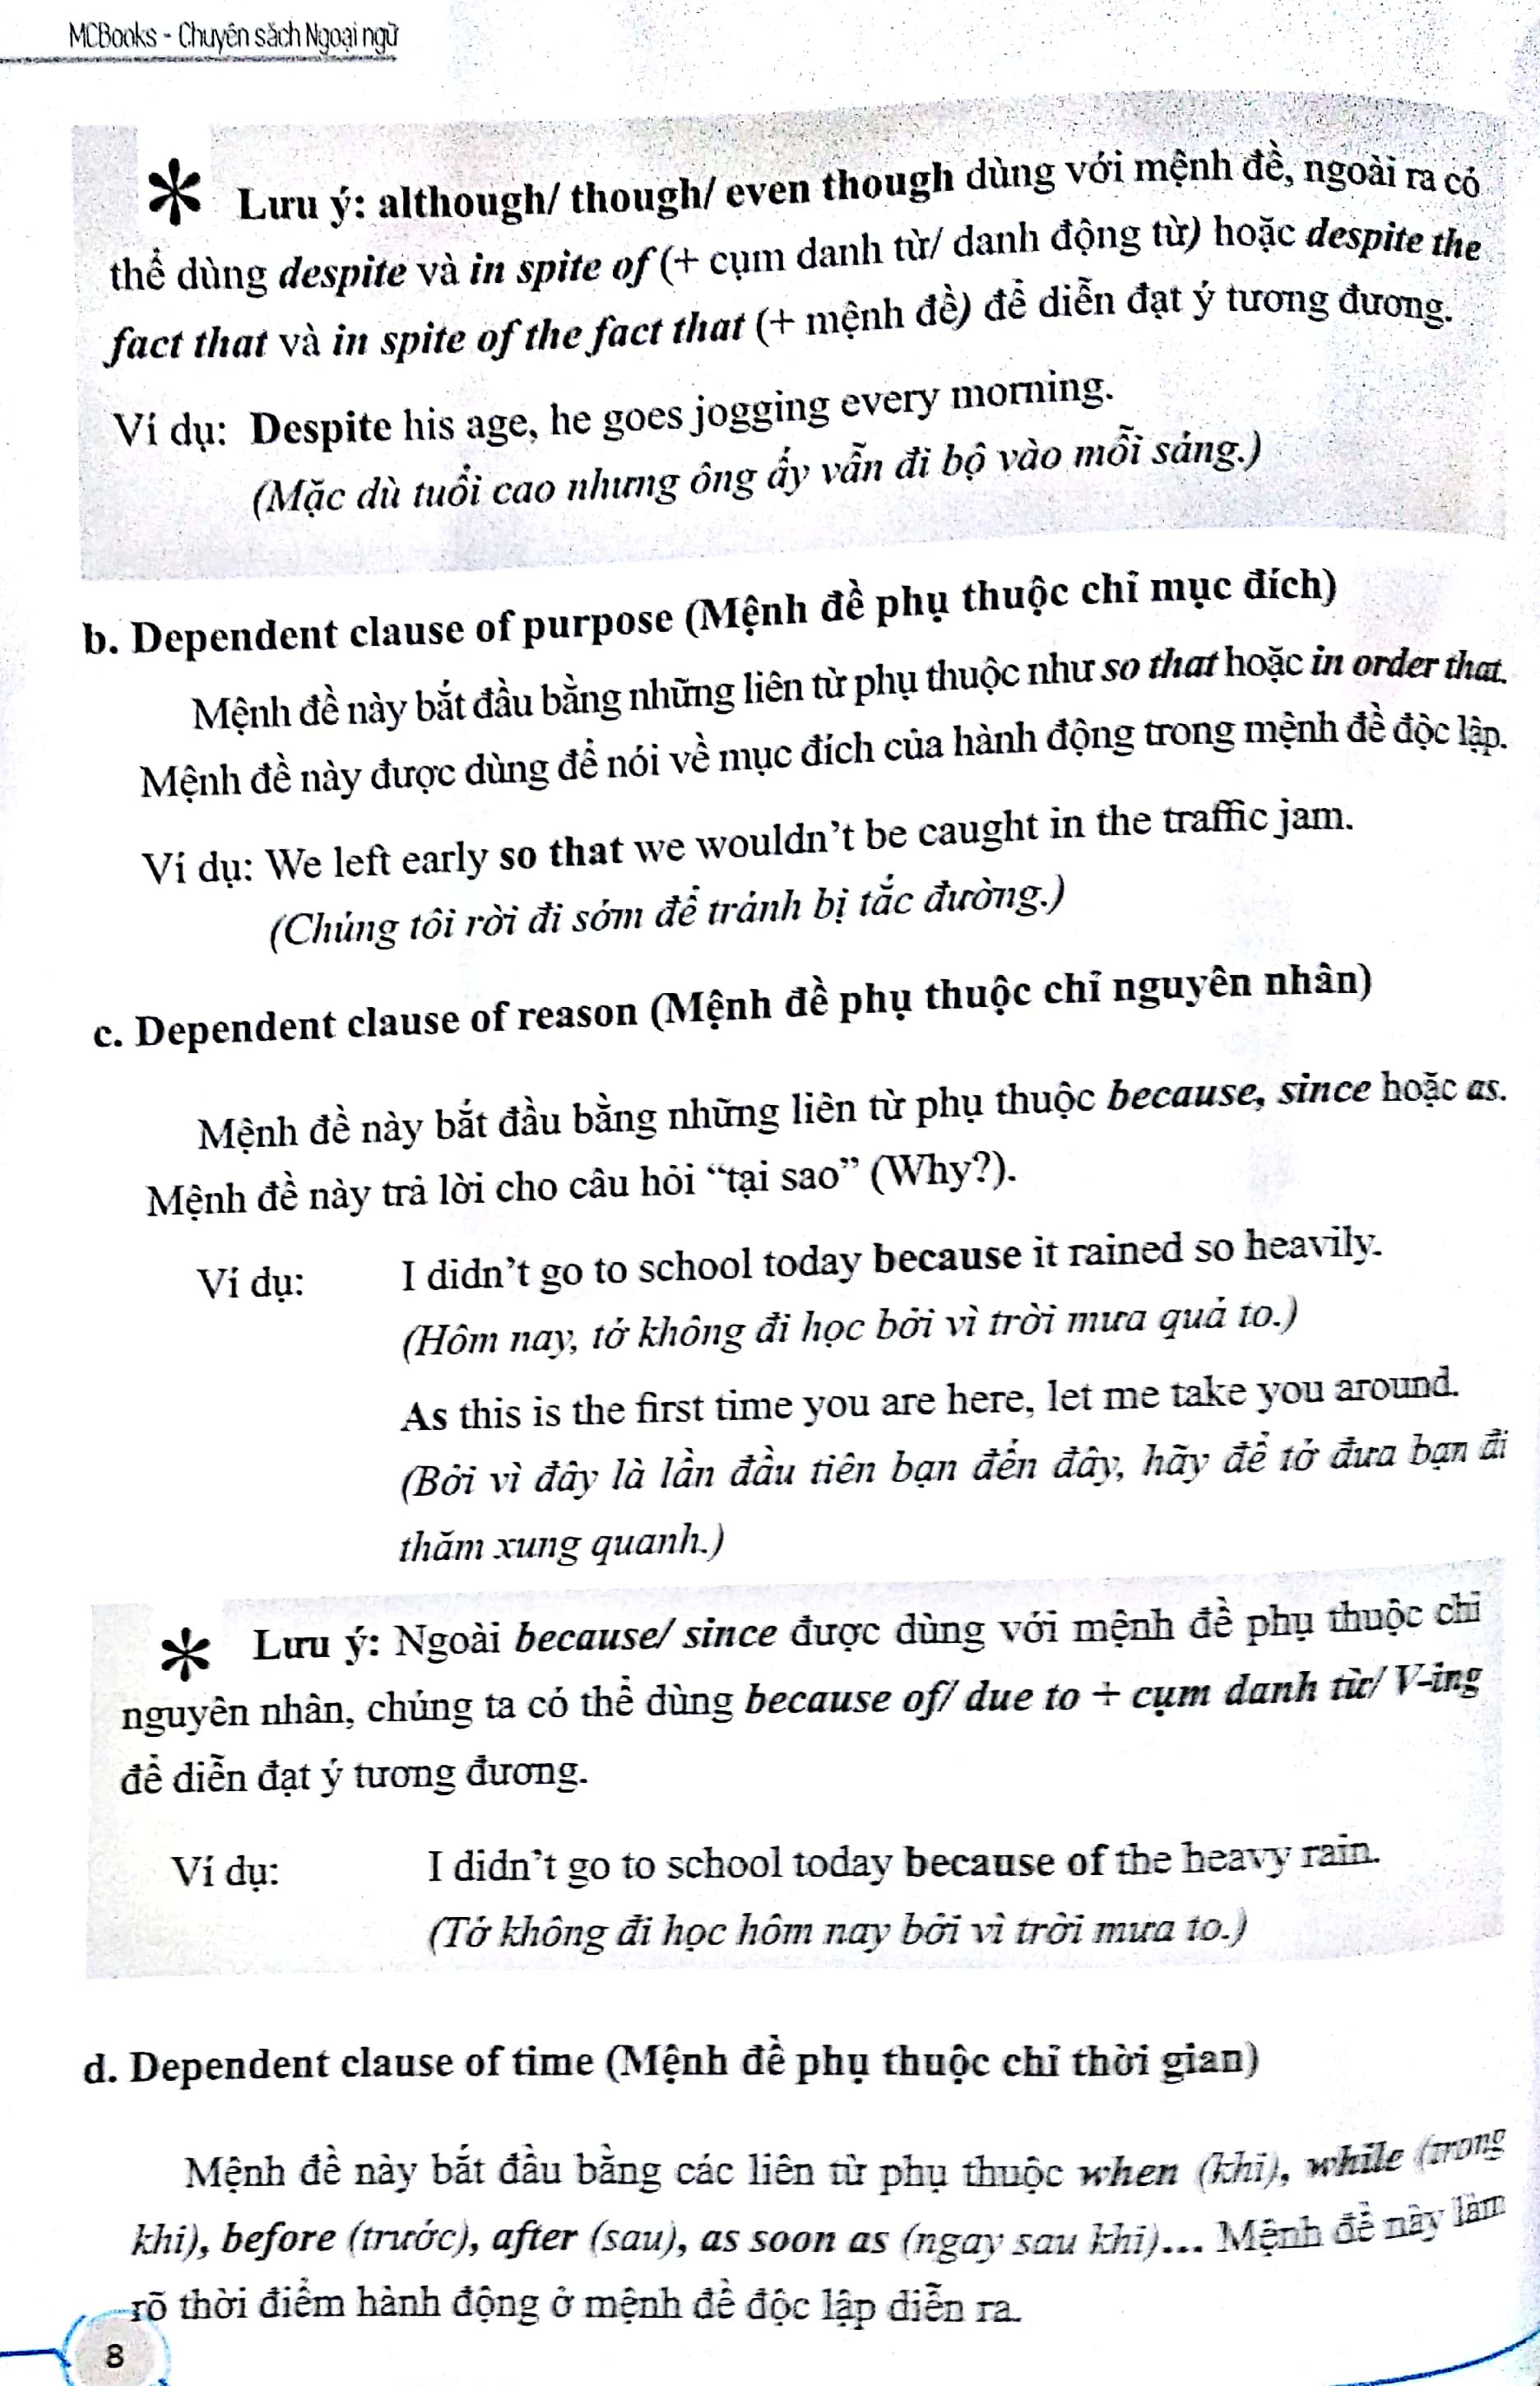 MCBooks - Chuyên sách Ngoại ngữ
* Lưu ý: although/ though/ even though dùng với mệnh đề, ngoài ra có
thể dùng despite và in spite of (+ cụm danh từ/ danh động từ) hoặc despite the
fact that và in spite of the fact that (+ mệnh đề) để diễn đạt ý tương đương.
Ví dụ: Despite his age, he goes jogging every morning.
(Mặc dù tuổi cao nhưng ông ấy vẫn đi bộ vào mỗi sáng.)
b. Dependent clause of purpose (Mệnh đề phụ thuộc chỉ mục đích)
Mệnh đề này bắt đầu bằng những liên từ phụ thuộc như so that hoặc in order that.
Mệnh đề này được dùng để nói về mục đích của hành động trong mệnh đề độc lập.
Ví dụ: We left early so that we wouldn't be caught in the traffic jam.
(Chúng tôi rời đi sớm để tránh bị tắc đường.)
c. Dependent clause of reason (Mệnh đề phụ thuộc chỉ nguyên nhân)
Mệnh đề này bắt đầu bằng những liên từ phụ thuộc because, since hoặc as.
Mệnh đề này trả lời cho câu hỏi “tại sao” (Why?).
Ví dụ: I didn't go to school today because it rained so heavily.
(Hôm nay, tớ không đi học bởi vì trời mưa quá to.)
As this is the first time you are here, let me take you around.
(Bởi vì đây là lần đầu tiên bạn đến đây, hãy để tớ đưa bạn đi
thăm xung quanh.)
* Lưu ý: Ngoài because/ since được dùng với mệnh đề phụ thuộc chỉ
nguyên nhân, chúng ta có thể dùng because of/ due to + cụm danh từ/ V-ing
để diễn đạt ý tương đương.
Ví dụ: I didn't go to school today because of the heavy rain.
(Tớ không đi học hôm nay bởi vì trời mưa to.)
d. Dependent clause of time (Mệnh đề phụ thuộc chỉ thời gian)
Mệnh đề này bắt đầu bằng các liên từ phụ thuộc when (khi), while (trong
khi), before (trước), after (sau), as soon as (ngay sau khi)... Mệnh đề này làm
rõ thời điểm hành động ở mệnh đề độc lập diễn ra.
8